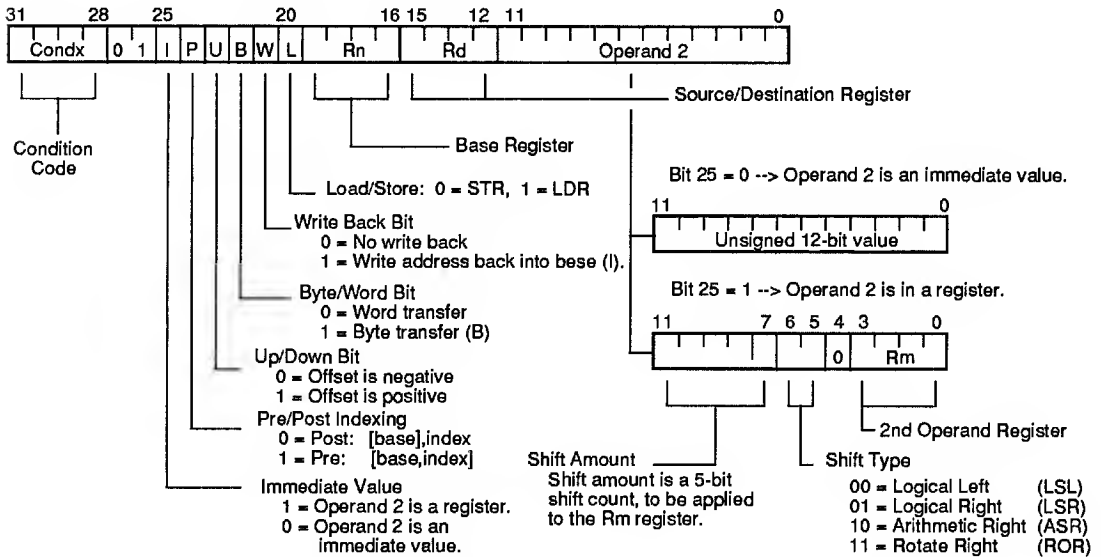 31 28 25 20 16 15 12 11 0
Condx 0 1 I P U B W L Rn Rd Operand 2
Source/Destination Register
Condition
Code
Base Register
Bit 25 = 0 --> Operand 2 is an immediate value.
11 0
Unsigned 12-bit value
Load/Store: 0 = STR, 1 = LDR
Write Back Bit
0 = No write back
1 = Write address back into bese (I).
Bit 25 = 1 --> Operand 2 is in a register.
11 7 6 5 4 3 0
0 Rm
Byte/Word Bit
0 = Word transfer
1 = Byte transfer (B)
Up/Down Bit
0 = Offset is negative
1 = Offset is positive
Pre/Post Indexing
0 = Post: [base],index
1 = Pre: [base,index]
2nd Operand Register
Shift Amount
Shift amount is a 5-bit
shift count, to be applied
to the Rm register.
Shift Type
00 = Logical Left (LSL)
01 = Logical Right (LSR)
10 = Arithmetic Right (ASR)
11 = Rotate Right (ROR)
Immediate Value
1 = Operand 2 is a register.
0 = Operand 2 is an
immediate value.